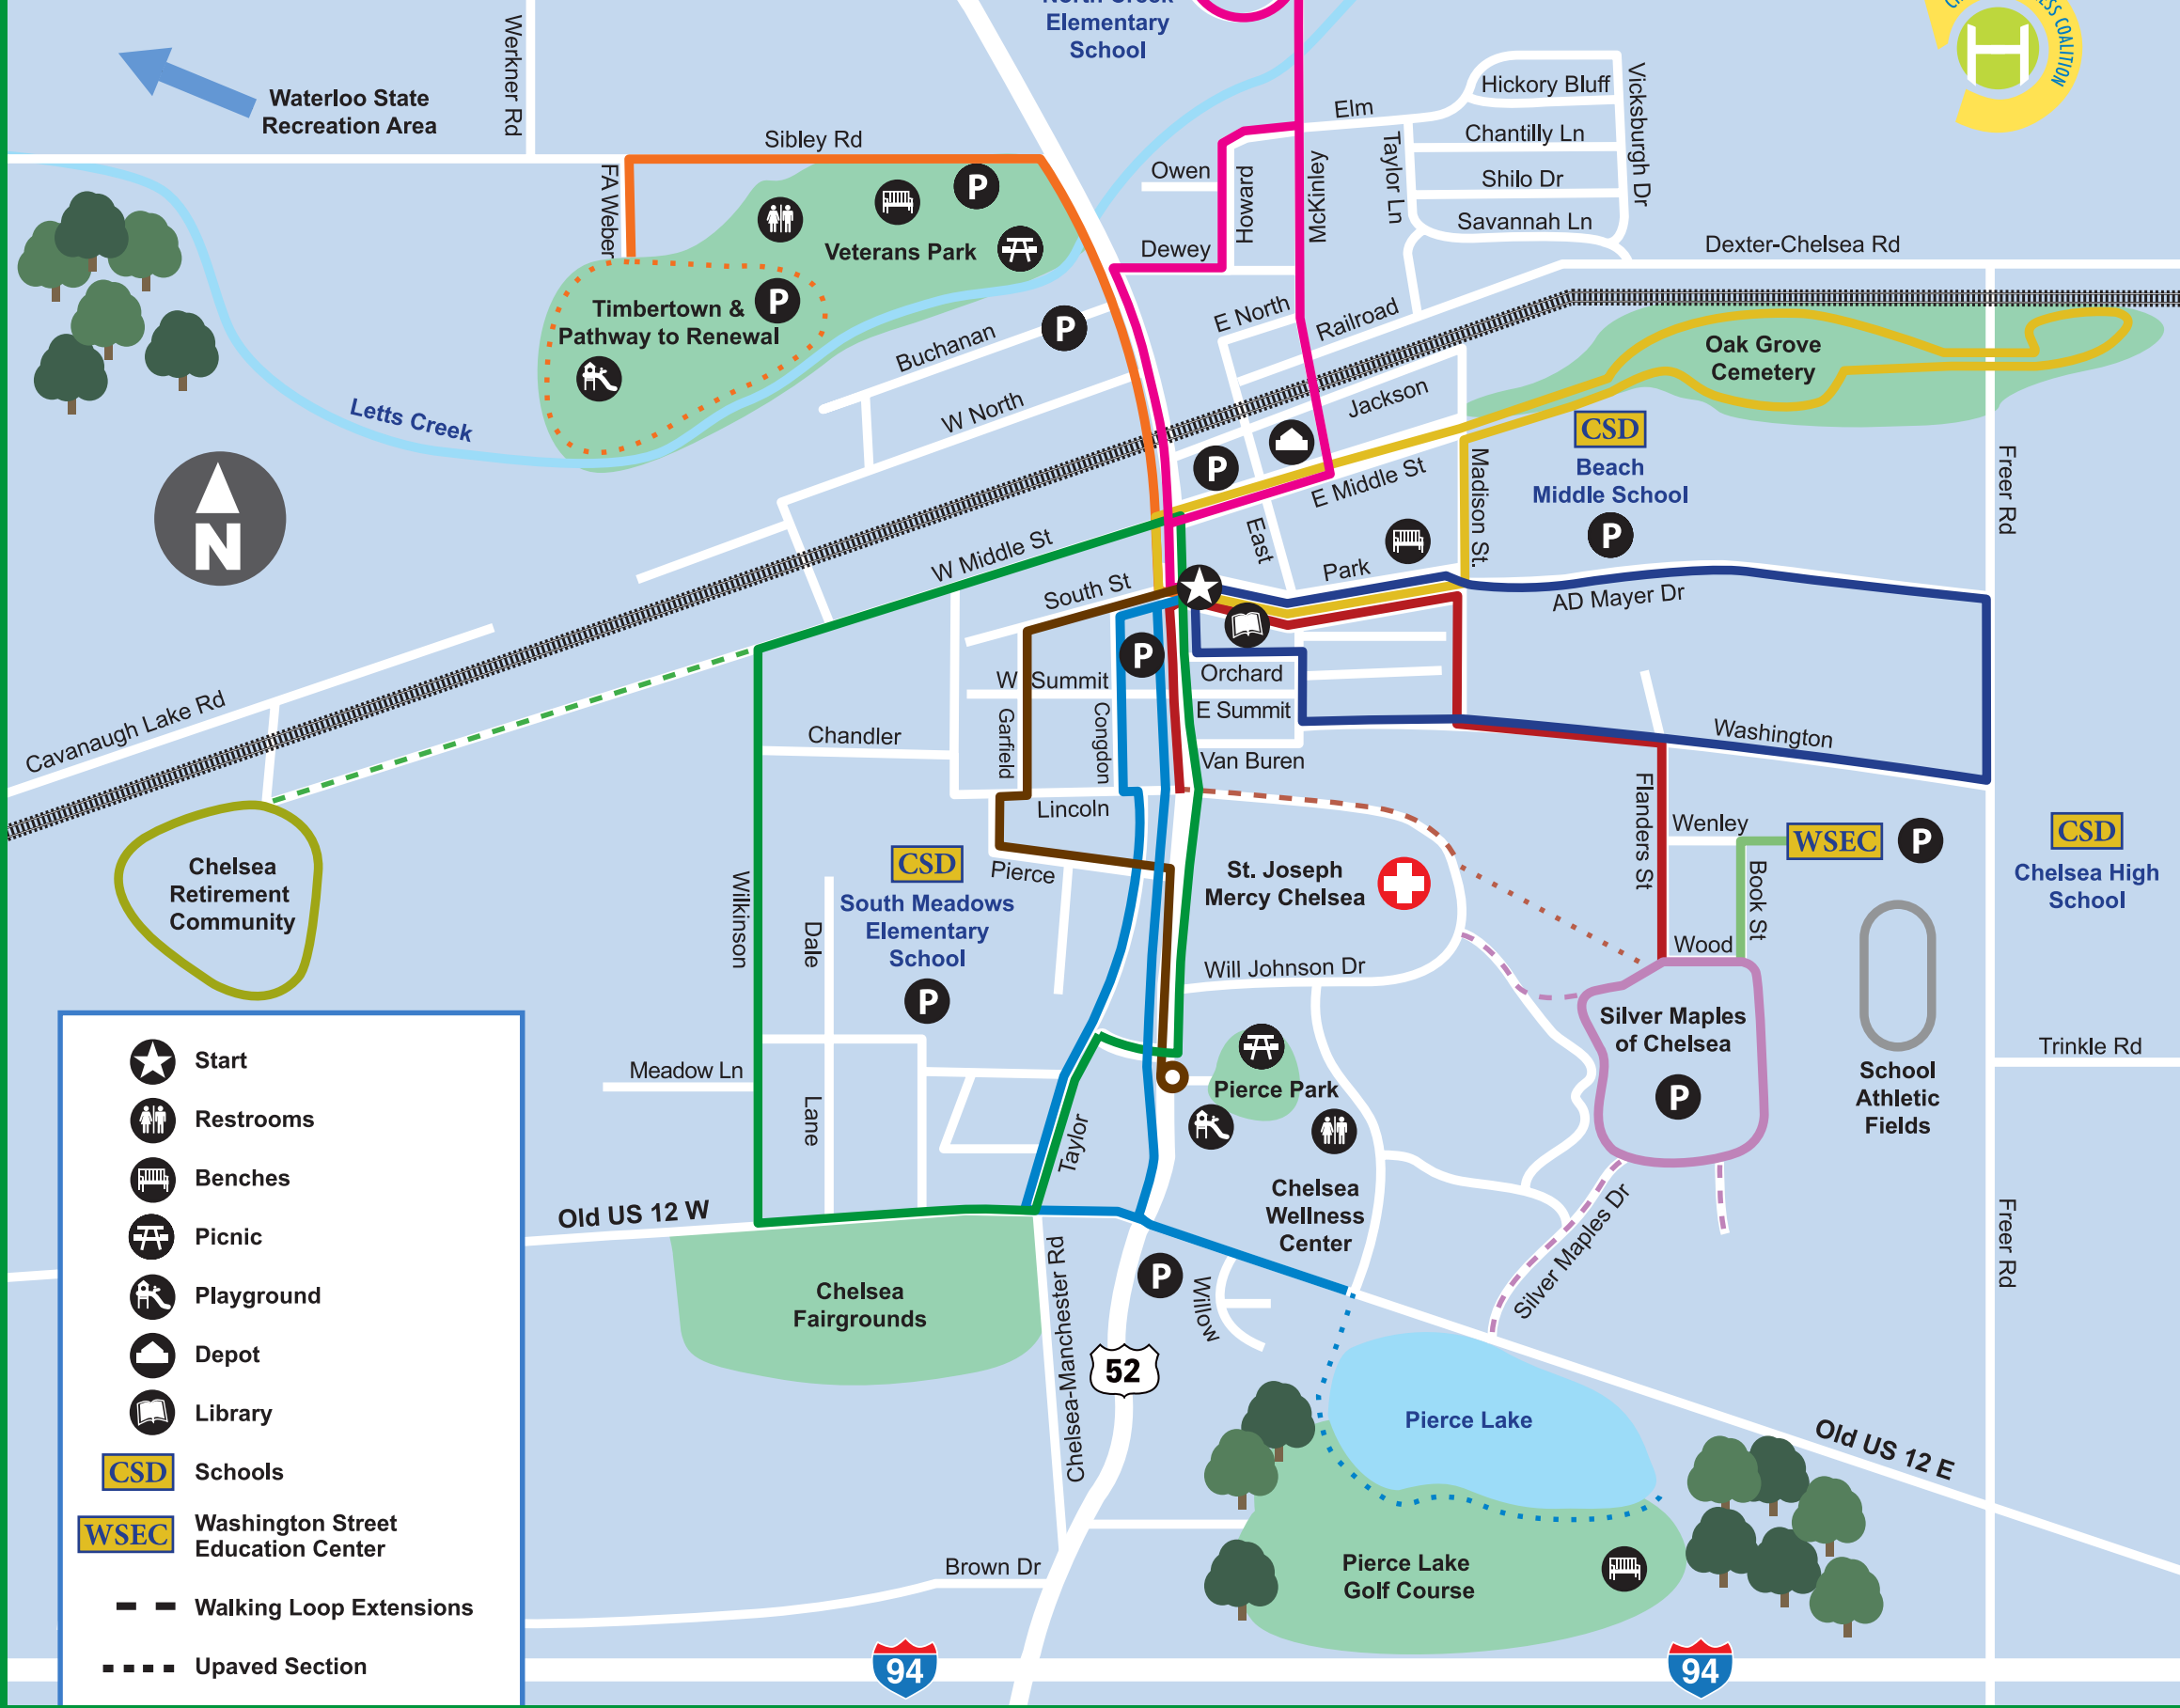 North Creek
Elementary
School
COALITION
Werkner Rd
Waterloo State
Recreation Area
Sibley Rd
FA Weber
Elm
Hickory Bluff
Vicksburgh Dr
Chantilly Ln
Taylor Ln
Shilo Dr
Savannah Ln
Owen
Howard
McKinley
Dewey
Dexter-Chelsea Rd
P
Veterans Park
Timbertown &
P
Pathway to Renewal
P
Buchanan
E North
Railroad
Oak Grove
Cemetery
W North
Jackson
Letts Creek
CSD
Beach
Middle School
P
P
E Middle St
Madison St.
Freer Rd
N
W Middle St
East
Park
AD Mayer Dr
South St
P
Orchard
W Summit
E Summit
Garfield
Congdon
Chandler
Van Buren
Washington
Cavanaugh Lake Rd
Lincoln
Flanders St
Wenley
WSEC
P
CSD
Chelsea High
School
Book St
Wood
Chelsea
Retirement
Community
Wilkinson
CSD
South Meadows
Elementary
School
P
Pierce
Dale
Lane
St. Joseph
Mercy Chelsea
Will Johnson Dr
Silver Maples
of Chelsea
P
School
Athletic
Fields
Trinkle Rd
Meadow Ln
Pierce Park
Taylor
Chelsea
Wellness
Center
Silver Maples Dr
Freer Rd
Old US 12 W
Chelsea
Fairgrounds
Chelsea-Manchester Rd
P
Willow
52
Pierce Lake
Old US 12 E
Pierce Lake
Golf Course
Brown Dr
94
94
Start
Restrooms
Benches
Picnic
Playground
Depot
Library
CSD Schools
WSEC Washington Street
Education Center
Walking Loop Extensions
Upaved Section